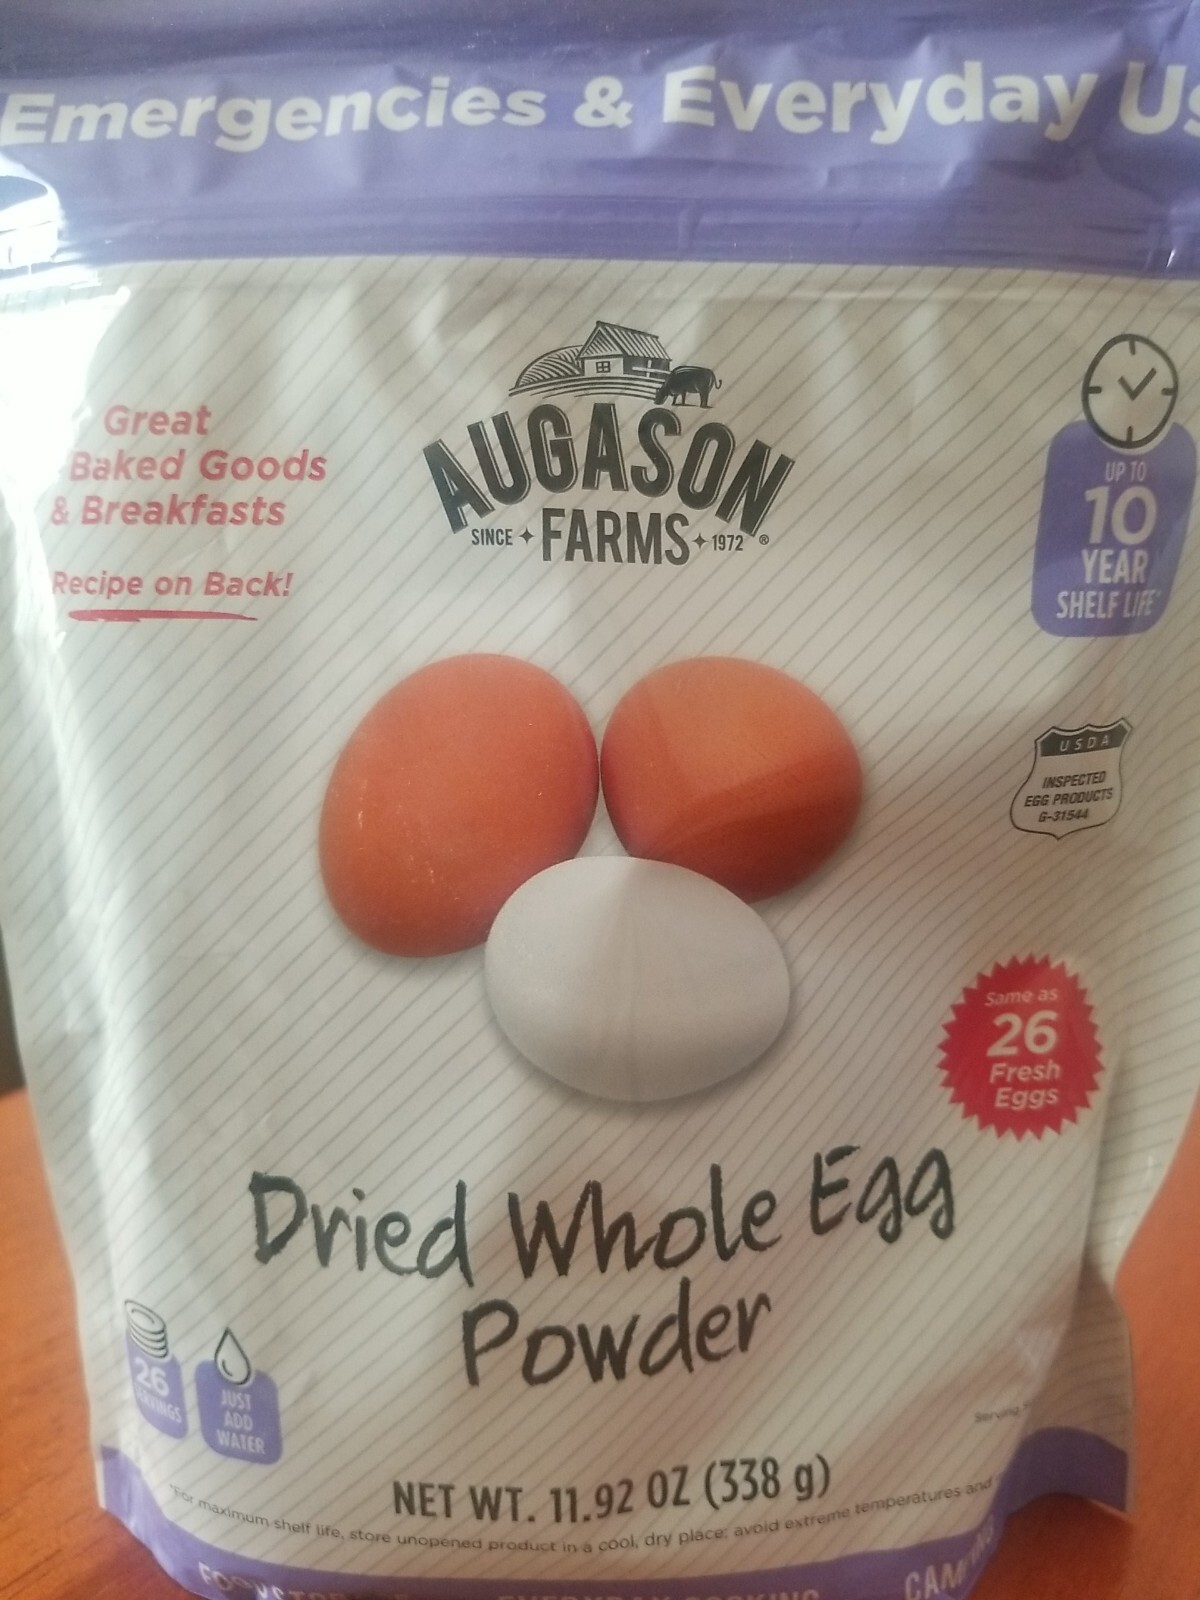 Emergencies & Everyday
Great
Baked Goods
& Breakfasts
Recipe on Back!
AUGASON
SINCE FARMS 1972 ®
UP TO
10
YEAR
SHELF LIFE*
USDA
INSPECTED
EGG PRODUCTS
G-31544
Same as
26
Fresh
Eggs
Dried Whole Egg
Powder
26
JUST
ADD
WATER
Serving
NET WT. 11.92 OZ (338 g)
*For maximum shelf life, store unopened product in a cool, dry place; avoid extreme temperatures and
EVERYDAY COOKING